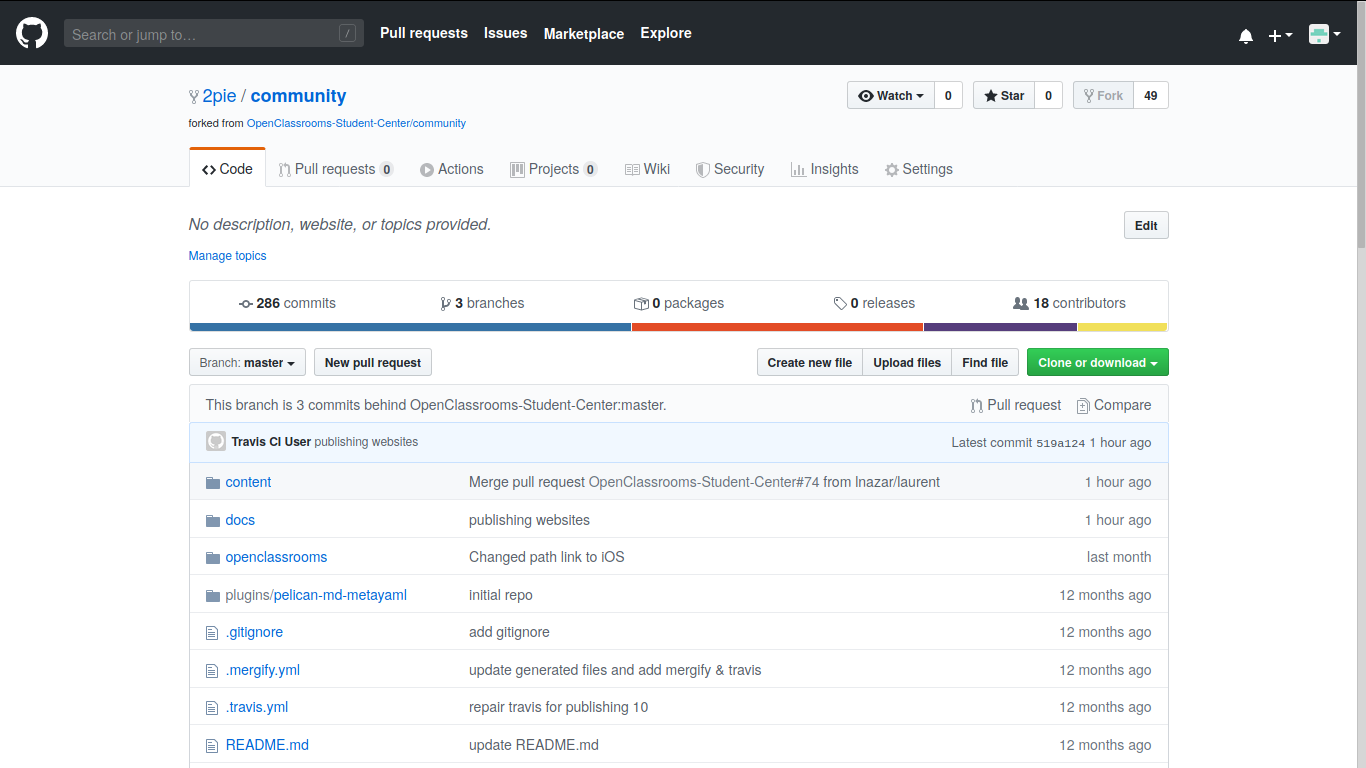 Search or jump to… /
Pull requests Issues Marketplace Explore
2pie / community
Watch 0 Star 0 Fork 49
forked from OpenClassrooms-Student-Center/community
Code Pull requests 0 Actions Projects 0 Wiki Security Insights Settings
No description, website, or topics provided.
Edit
Manage topics
286 commits 3 branches 0 packages 0 releases 18 contributors
Branch: master New pull request Create new file Upload files Find file Clone or download
This branch is 3 commits behind OpenClassrooms-Student-Center:master. Pull request Compare
Travis CI User publishing websites Latest commit 519a124 1 hour ago
content Merge pull request OpenClassrooms-Student-Center#74 from lnazar/laurent 1 hour ago
docs publishing websites 1 hour ago
openclassrooms Changed path link to iOS last month
plugins/pelican-md-metayaml initial repo 12 months ago
.gitignore add gitignore 12 months ago
.mergify.yml update generated files and add mergify & travis 12 months ago
.travis.yml repair travis for publishing 10 12 months ago
README.md update README.md 12 months ago